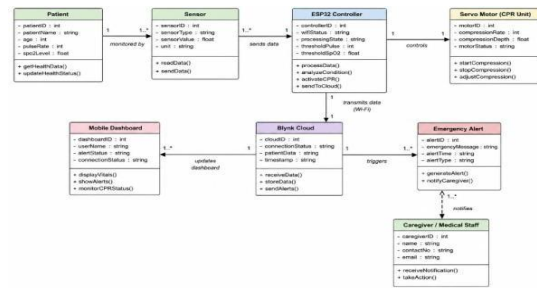 Patient
- patientID : int
- patientName : string
- age : int
- pulseRate : int
- spo2Level : float
+ getHealthData()
+ updateHealthStatus()
1
1..*
monitored by
Sensor
- sensorID : int
- sensorType : string
- sensorValue : float
- unit : string
+ readData()
+ sendData()
1..*
1
sends data
ESP32 Controller
- controllerID : int
- wifiStatus : string
- processingState : string
- thresholdPulse : int
- thresholdSpO2 : float
+ processData()
+ analyzeCondition()
+ activateCPR()
+ sendToCloud()
1
1
controls
Servo Motor (CPR Unit)
- motorID : int
- compressionRate : int
- compressionDepth : float
- motorStatus : string
+ startCompression()
+ stopCompression()
+ adjustCompression()
1
transmits data
(Wi-Fi)
1
Mobile Dashboard
- dashboardID : int
- userName : string
- alertStatus : string
- connectionStatus : string
+ displayVitals()
+ showAlerts()
+ monitorCPRStatus()
1..*
1
updates
dashboard
Blynk Cloud
- cloudID : int
- connectionStatus : string
- patientData : string
- timestamp : string
+ receiveData()
+ storeData()
+ sendAlerts()
1
1..*
triggers
Emergency Alert
- alertID : int
- emergencyMessage : string
- alertTime : string
- alertType : string
+ generateAlert()
+ notifyCaregiver()
1..*
notifies
1..*
Caregiver / Medical Staff
- caregiverID : int
- name : string
- contactNo : string
- email : string
+ receiveNotification()
+ takeAction()